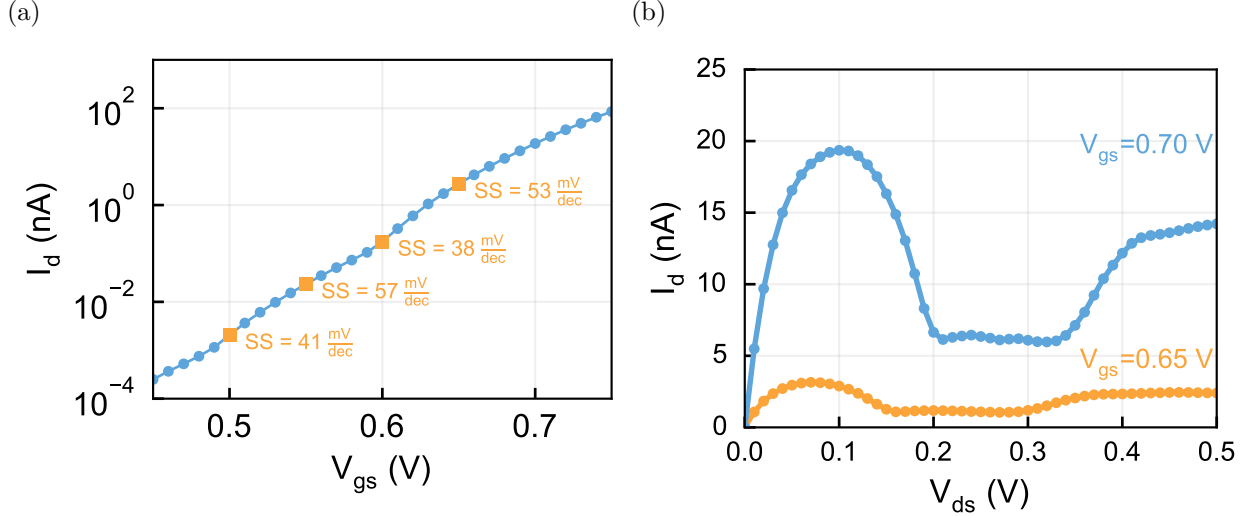 (a)
I_d (nA)
10^2
10^0
10^−2
10^−4
SS = 53 mV/dec
SS = 38 mV/dec
SS = 57 mV/dec
SS = 41 mV/dec
0.5 0.6 0.7
V_gs (V)
(b)
I_d (nA)
25
20
15
10
5
0
V_gs=0.70 V
V_gs=0.65 V
0.0 0.1 0.2 0.3 0.4 0.5
V_ds (V)